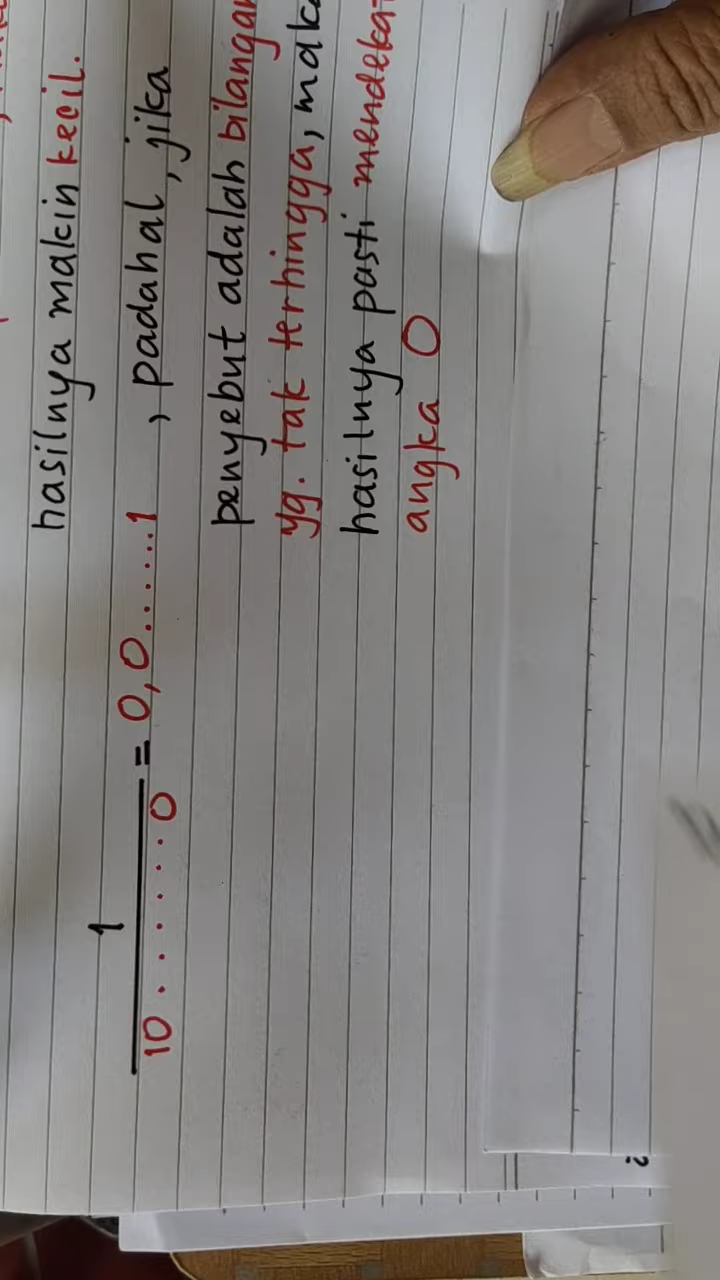 hasilnya makin kecil.
1
10.......0 = 0,0......1 , padahal, jika
penyebut adalah bilangan
yg. tak terhingga, maka
hasilnya pasti
angka 0